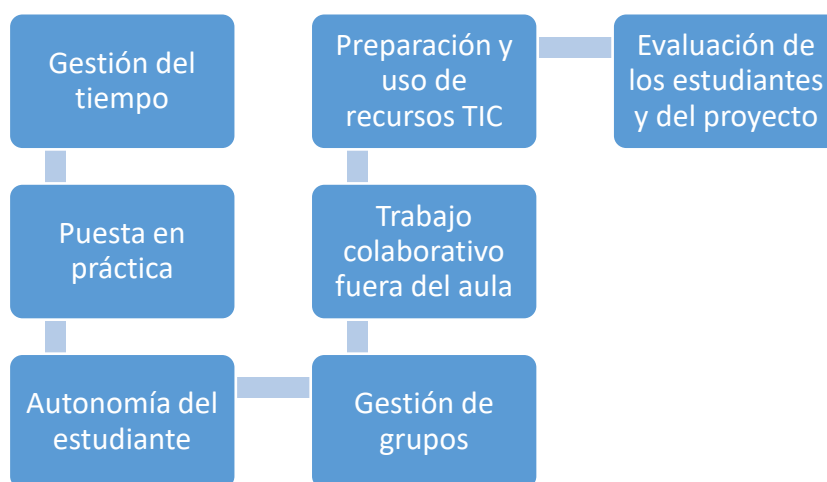 Gestión del
tiempo
Puesta en
práctica
Autonomía del
estudiante
Gestión de
grupos
Trabajo
colaborativo
fuera del aula
Preparación y
uso de
recursos TIC
Evaluación de
los estudiantes
y del proyecto